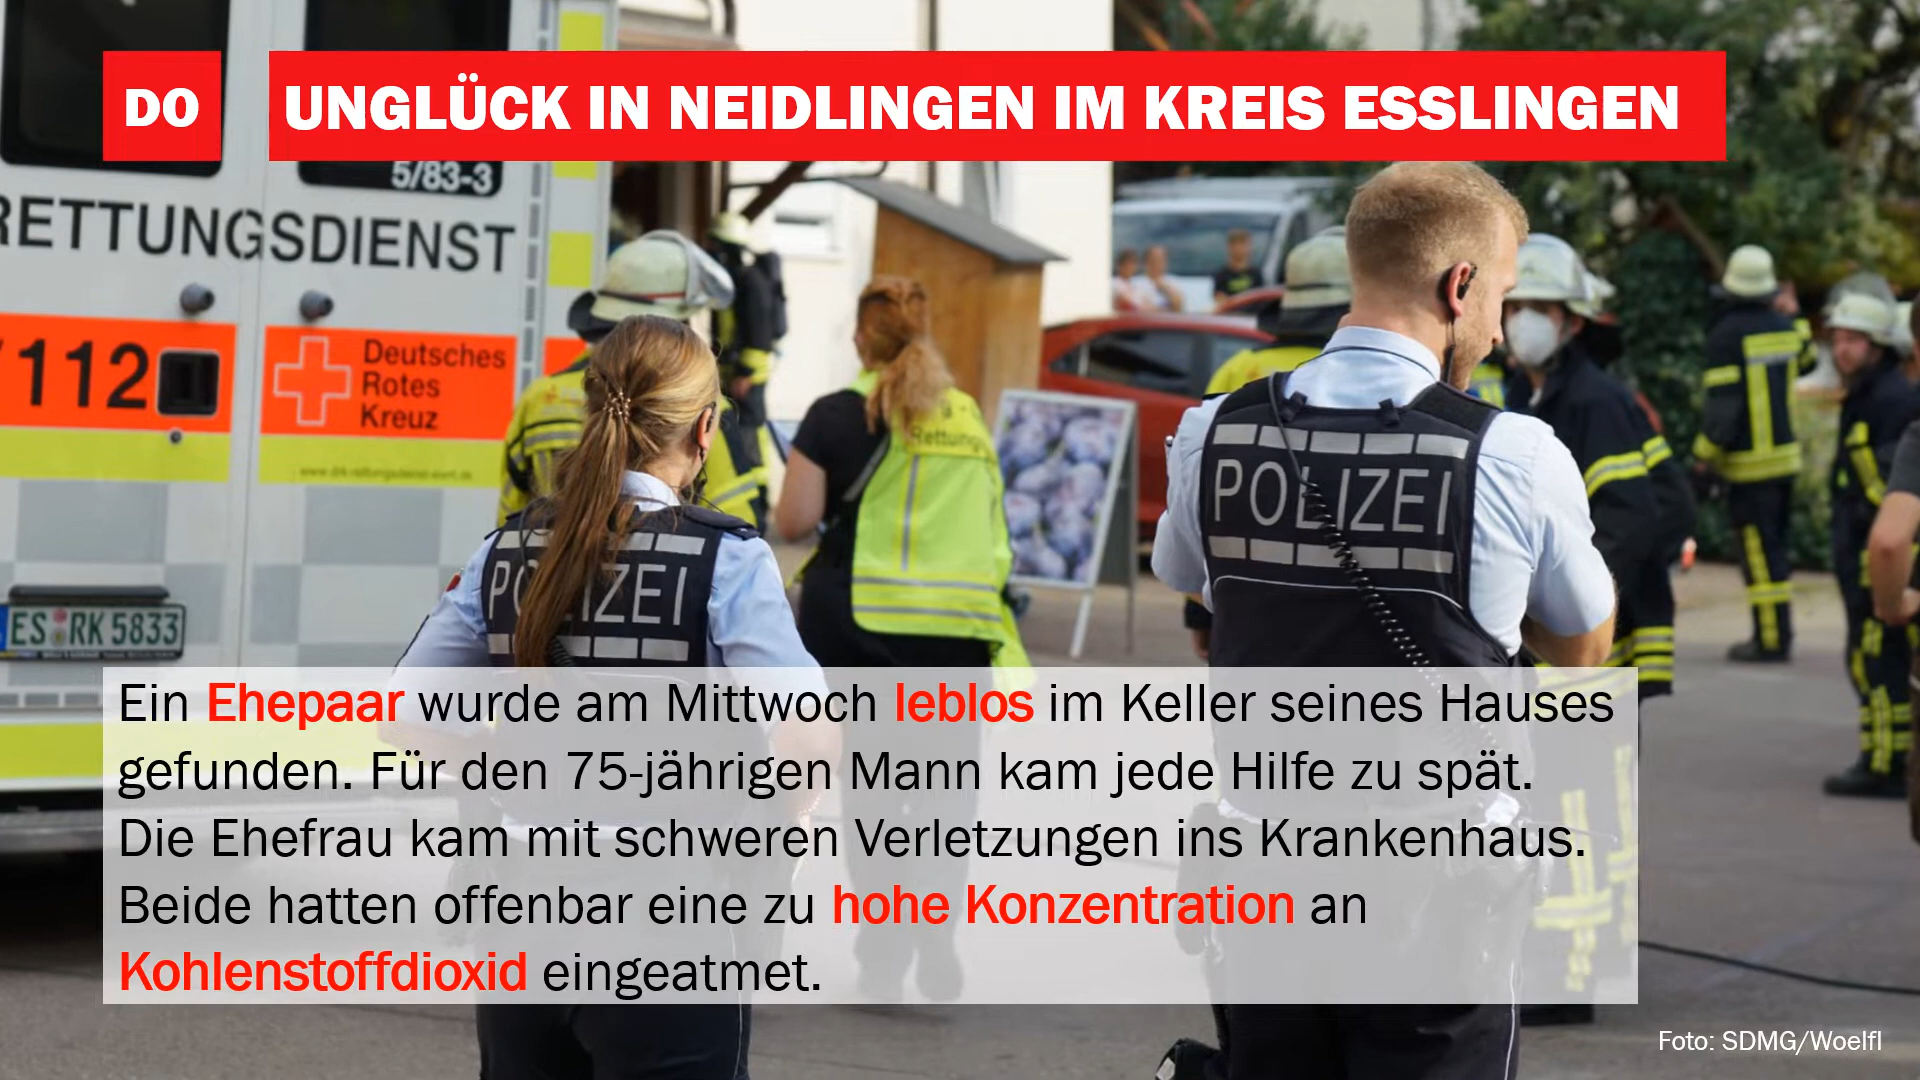 DO
UNGLÜCK IN NEIDLINGEN IM KREIS ESSLINGEN
5/83-3
RETTUNGSDIENST
112
Deutsches
Rotes
Kreuz
Rettung
POLIZEI
POLIZEI
ES RK 5833
Ein Ehepaar wurde am Mittwoch leblos im Keller seines Hauses
gefunden. Für den 75-jährigen Mann kam jede Hilfe zu spät.
Die Ehefrau kam mit schweren Verletzungen ins Krankenhaus.
Beide hatten offenbar eine zu hohe Konzentration an
Kohlenstoffdioxid eingeatmet.
Foto: SDMG/Woelfl